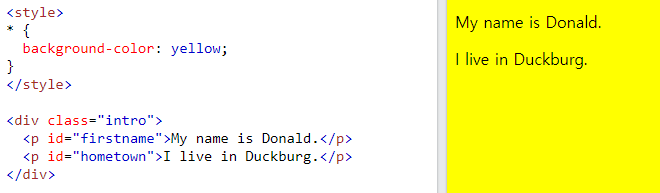 <style>
* {
  background-color: yellow;
}
</style>

<div class="intro">
  <p id="firstname">My name is Donald.</p>
  <p id="hometown">I live in Duckburg.</p>
</div>
My name is Donald.
I live in Duckburg.